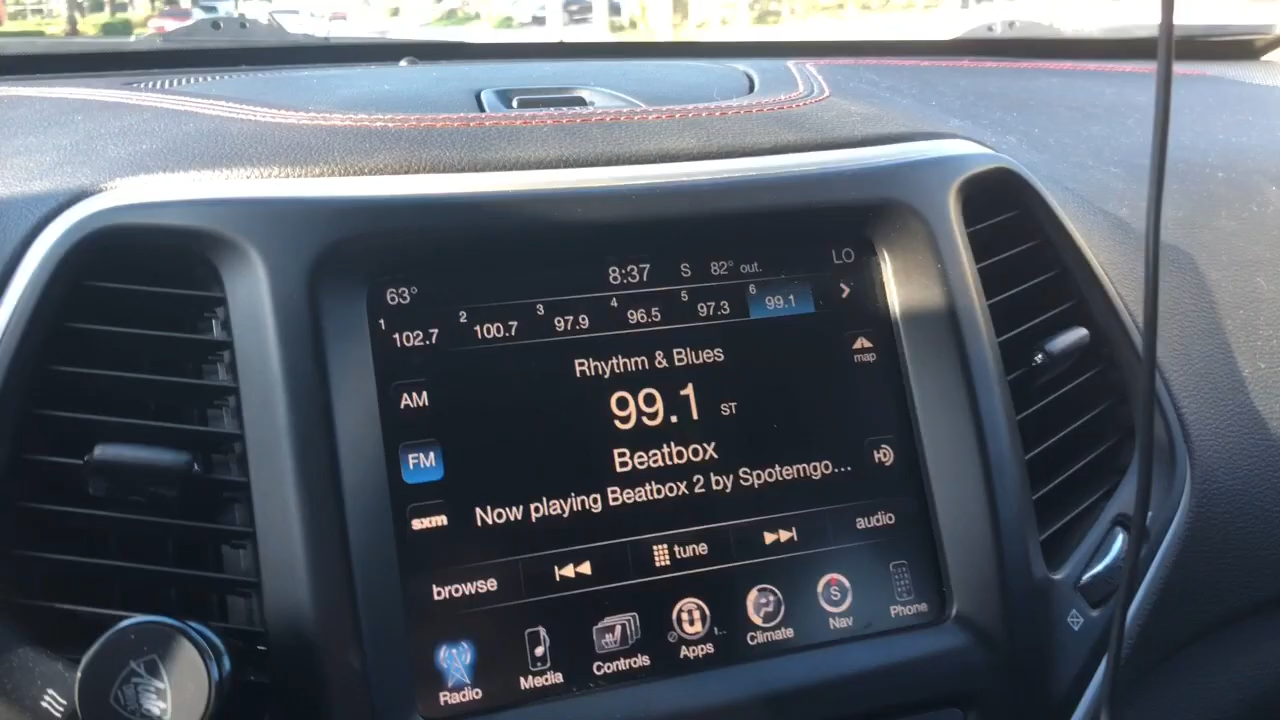 8:37 S 82° out. LO
63°
1 102.7 2 100.7 3 97.9 4 96.5 5 97.3 6 99.1
Rhythm & Blues
map
AM
99.1 ST
FM
Beatbox
HD
Now playing Beatbox 2 by Spotemgo...
sxm
browse tune audio
Radio Media Controls Apps Climate S Nav Phone